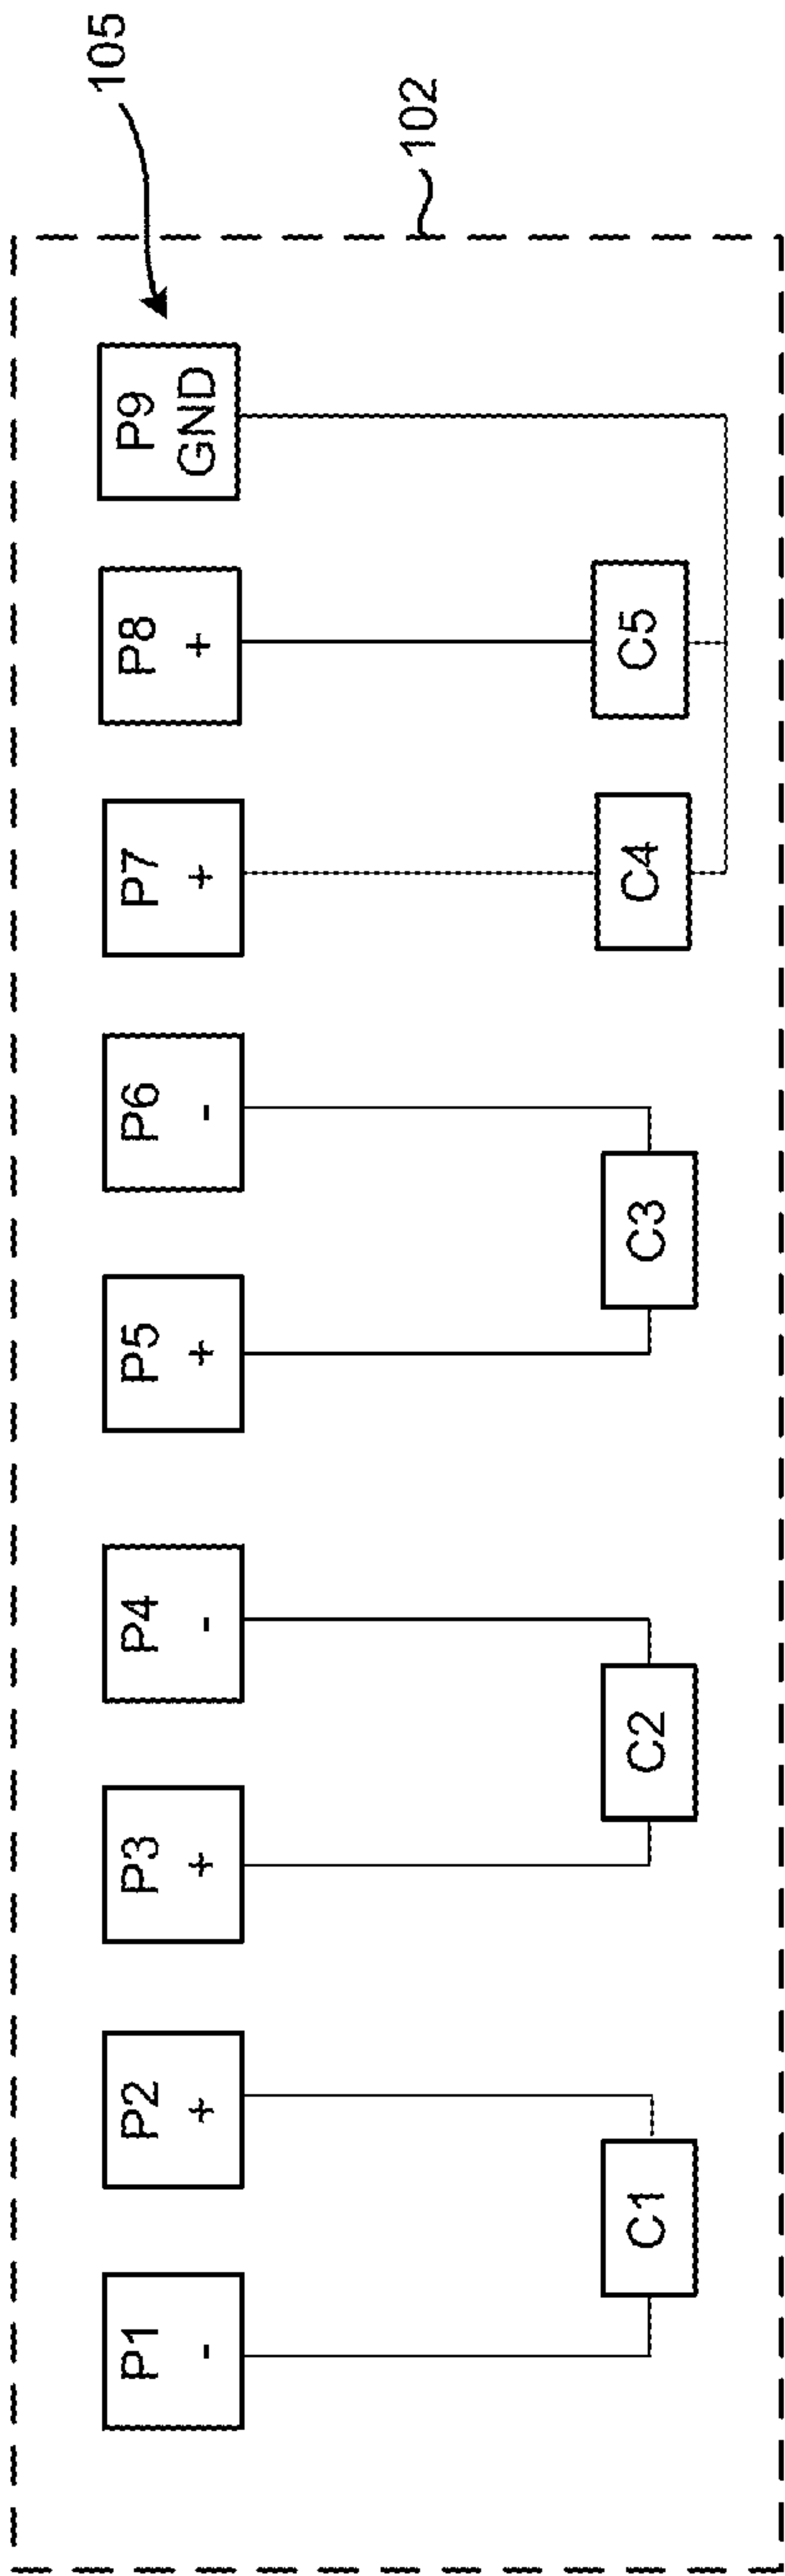 105
102
P1
-
P2
+
P3
+
P4
-
P5
+
P6
-
P7
+
P8
+
P9
GND
C1
C2
C3
C4
C5